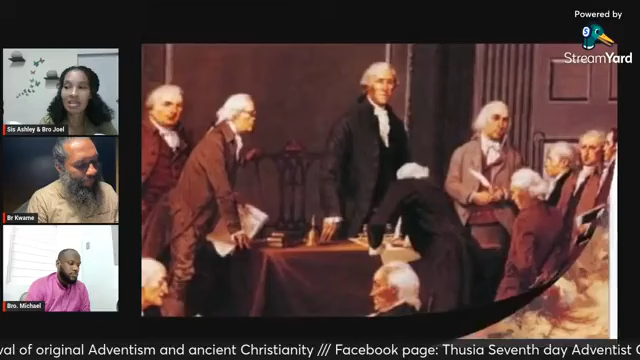 Powered by
StreamYard
Sis Ashley & Bro Joel
Br Kwame
Bro. Michael
of original Adventism and ancient Christianity /// Facebook page: Thusia Seventh day Adventist